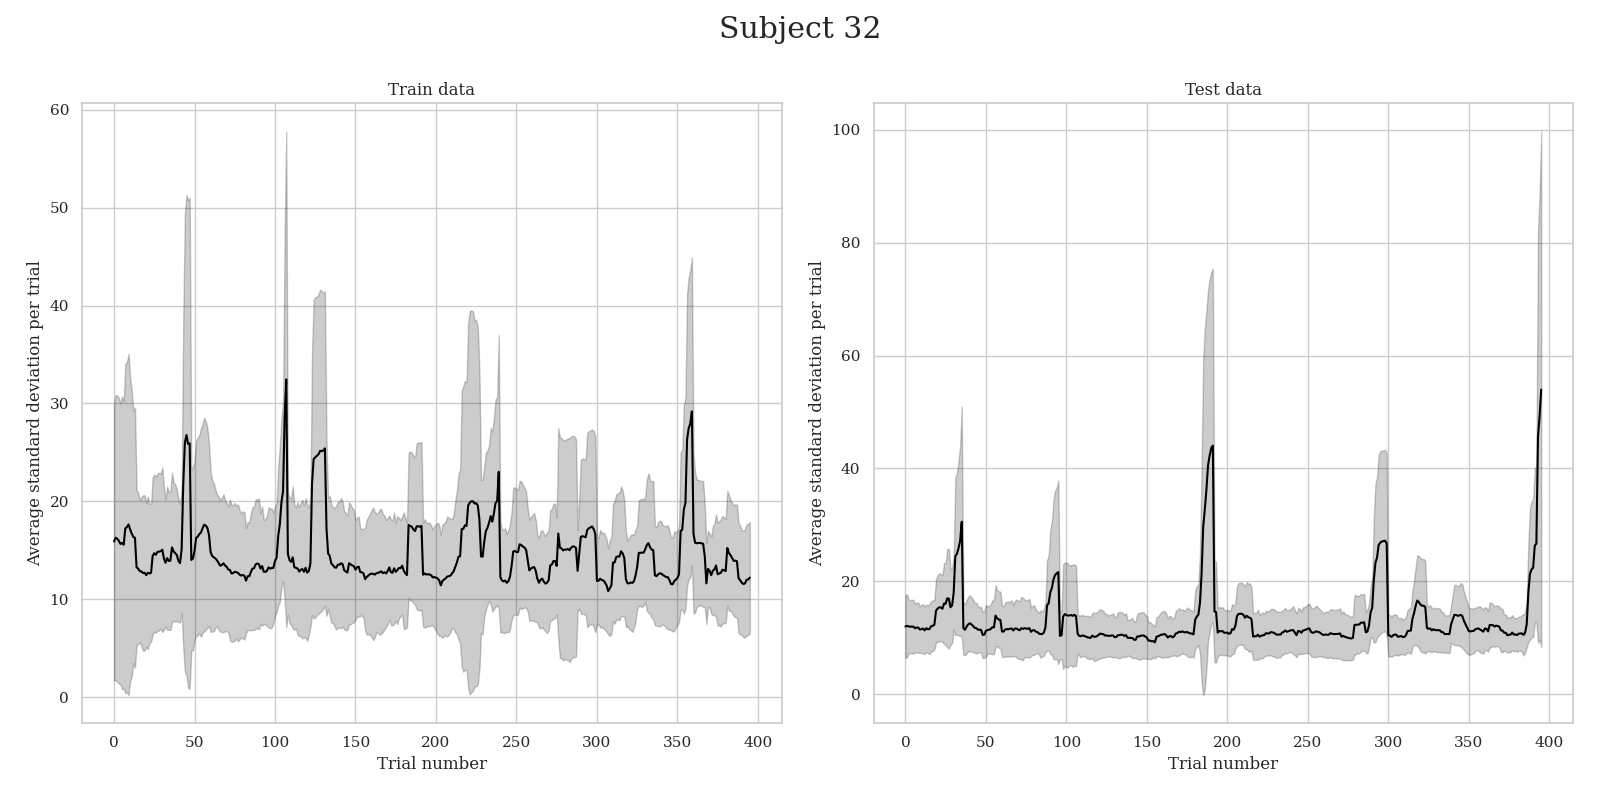 Subject 32
Train data
60
50
40
30
20
10
0
Average standard deviation per trial
0 50 100 150 200 250 300 350 400
Trial number
Test data
100
80
60
40
20
0
Average standard deviation per trial
0 50 100 150 200 250 300 350 400
Trial number